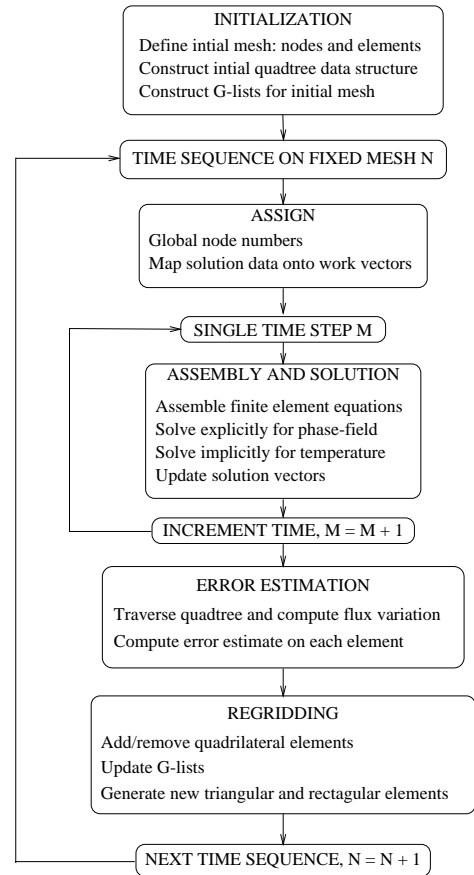 INITIALIZATION
Define intial mesh: nodes and elements
Construct intial quadtree data structure
Construct G-lists for initial mesh
TIME SEQUENCE ON FIXED MESH N
ASSIGN
Global node numbers
Map solution data onto work vectors
SINGLE TIME STEP M
ASSEMBLY AND SOLUTION
Assemble finite element equations
Solve explicitly for phase-field
Solve implicitly for temperature
Update solution vectors
INCREMENT TIME, M = M + 1
ERROR ESTIMATION
Traverse quadtree and compute flux variation
Compute error estimate on each element
REGRIDDING
Add/remove quadrilateral elements
Update G-lists
Generate new triangular and rectagular elements
NEXT TIME SEQUENCE, N = N + 1